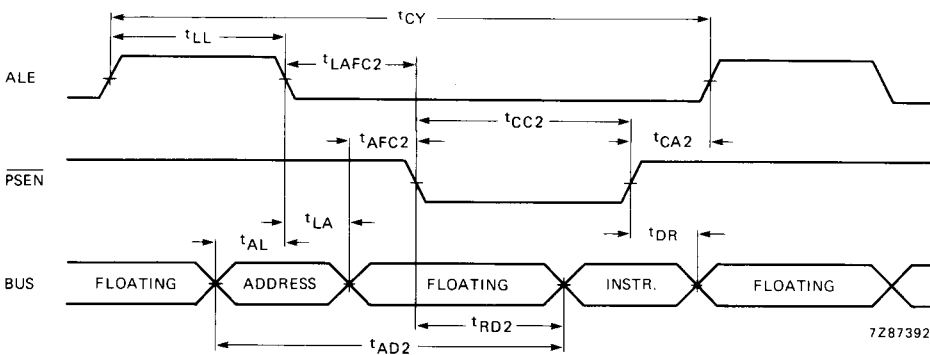 tCY
tLL
ALE
tLAFC2
tCC2
tAFC2
tCA2
PSEN
tLA
tAL
tDR
BUS
FLOATING ADDRESS FLOATING INSTR. FLOATING
tRD2
tAD2
7Z87392